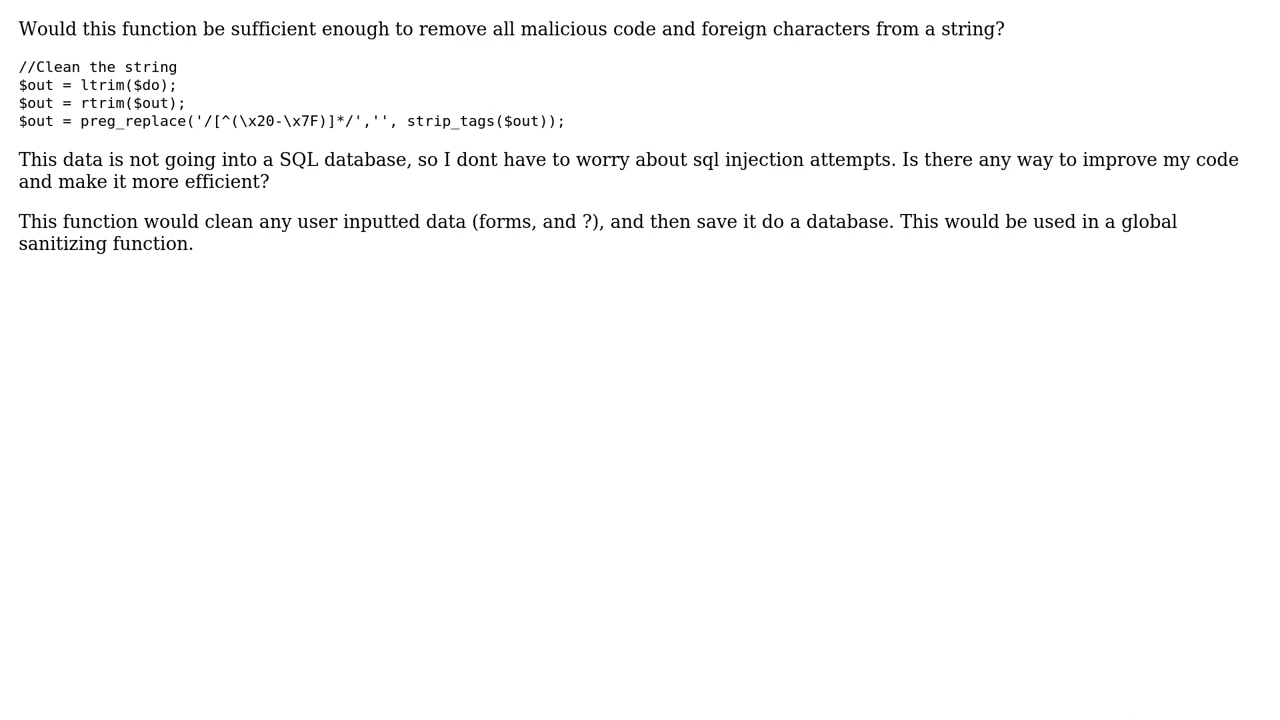 Would this function be sufficient enough to remove all malicious code and foreign characters from a string?
//Clean the string
$out = ltrim($do);
$out = rtrim($out);
$out = preg_replace('/[^(\x20-\x7F)]*/','', strip_tags($out));
This data is not going into a SQL database, so I dont have to worry about sql injection attempts. Is there any way to improve my code
and make it more efficient?
This function would clean any user inputted data (forms, and ?), and then save it do a database. This would be used in a global
sanitizing function.